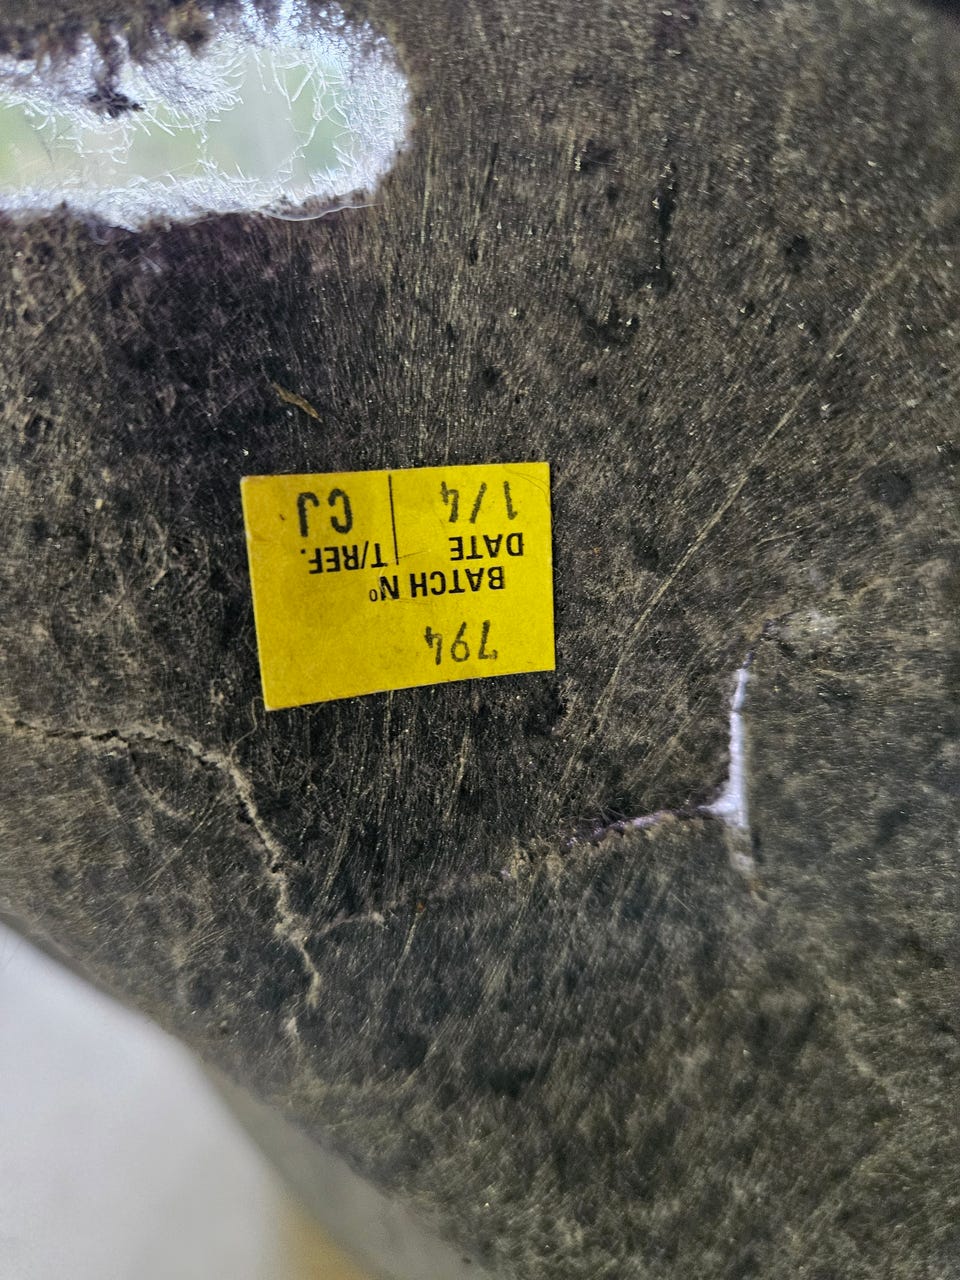 794
BATCH Nº
DATE T/REF.
1/4 CJ